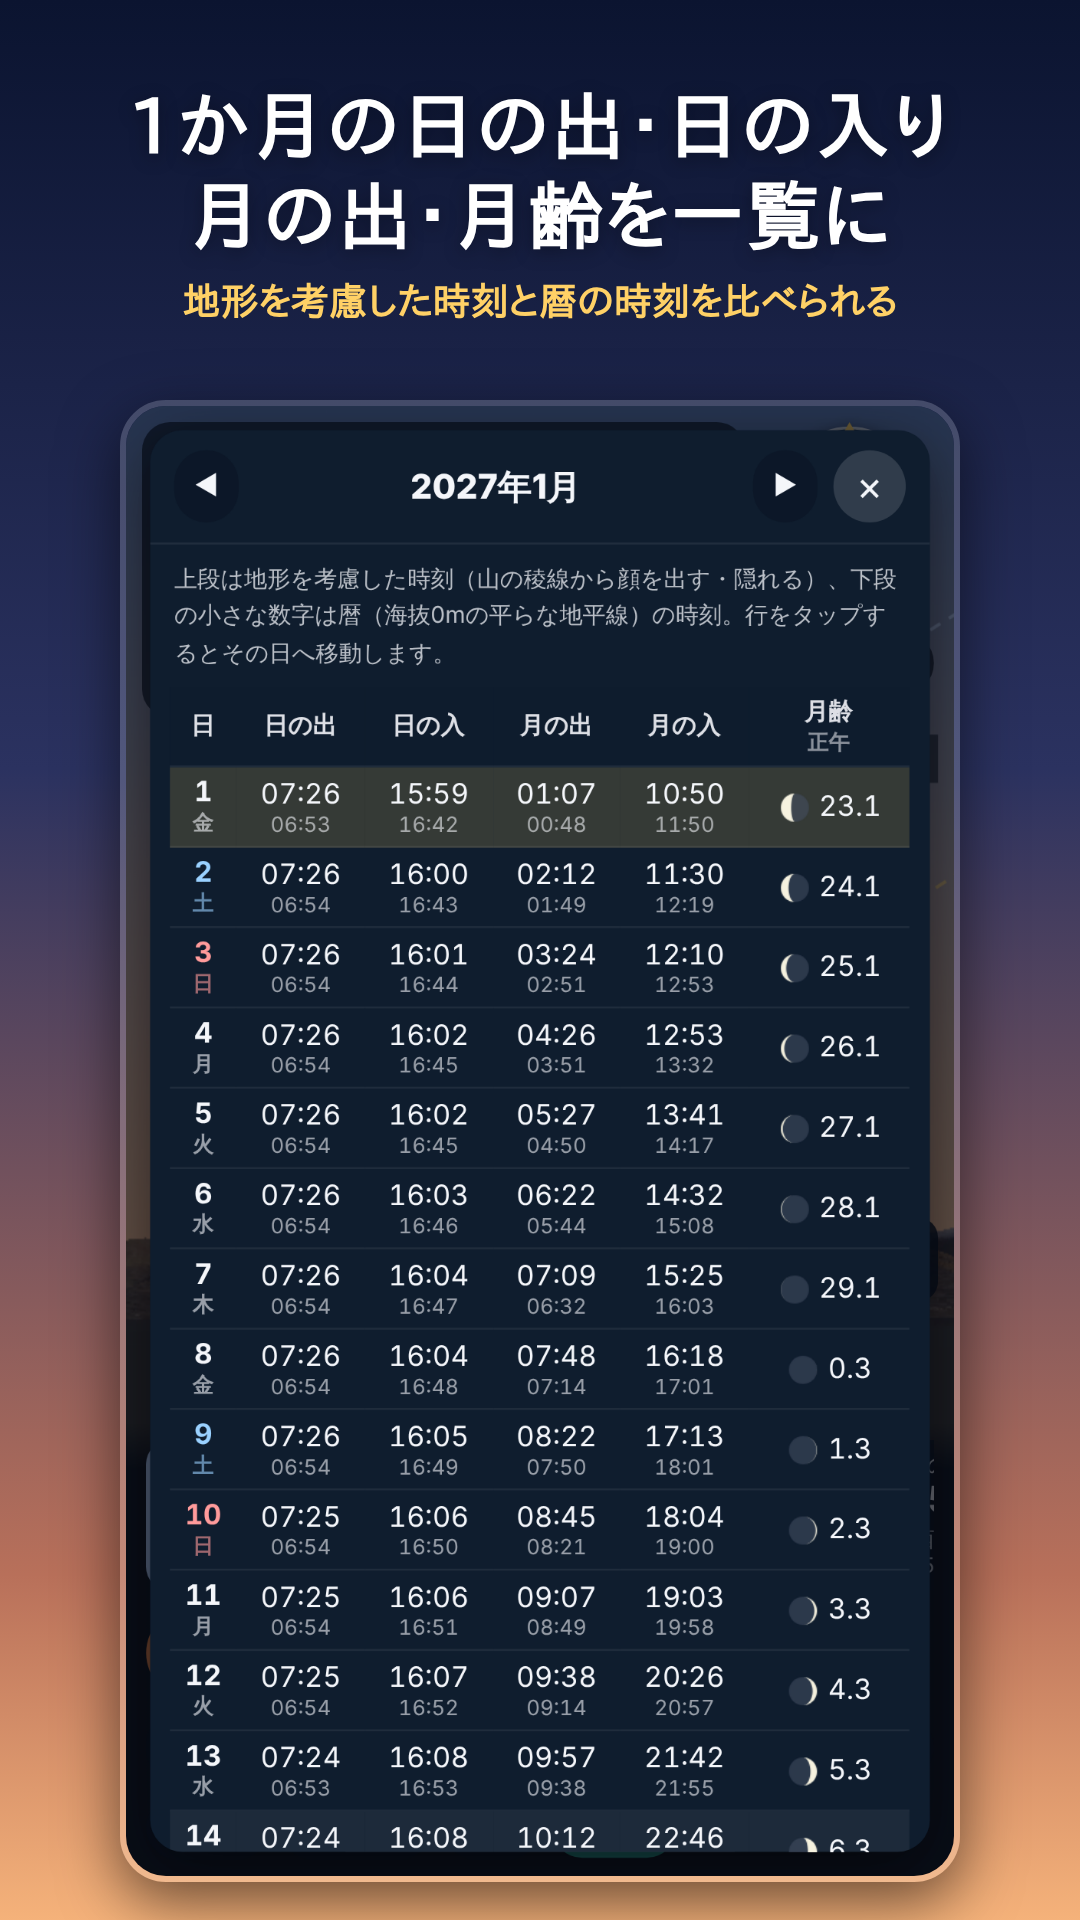 1か月の日の出・日の入り
月の出・月齢を一覧に
地形を考慮した時刻と暦の時刻を比べられる
◀ 2027年1月 ▶ ×
上段は地形を考慮した時刻（山の稜線から顔を出す・隠れる）、下段
の小さな数字は暦（海抜0mの平らな地平線）の時刻。行をタップす
るとその日へ移動します。
日 日の出 日の入 月の出 月の入 月齢
正午
1 07:26 15:59 01:07 10:50 23.1
金 06:53 16:42 00:48 11:50
2 07:26 16:00 02:12 11:30 24.1
土 06:54 16:43 01:49 12:19
3 07:26 16:01 03:24 12:10 25.1
日 06:54 16:44 02:51 12:53
4 07:26 16:02 04:26 12:53 26.1
月 06:54 16:45 03:51 13:32
5 07:26 16:02 05:27 13:41 27.1
火 06:54 16:45 04:50 14:17
6 07:26 16:03 06:22 14:32 28.1
水 06:54 16:46 05:44 15:08
7 07:26 16:04 07:09 15:25 29.1
木 06:54 16:47 06:32 16:03
8 07:26 16:04 07:48 16:18 0.3
金 06:54 16:48 07:14 17:01
9 07:26 16:05 08:22 17:13 1.3
土 06:54 16:49 07:50 18:01
10 07:25 16:06 08:45 18:04 2.3
日 06:54 16:50 08:21 19:00
11 07:25 16:06 09:07 19:03 3.3
月 06:54 16:51 08:49 19:58
12 07:25 16:07 09:38 20:26 4.3
火 06:54 16:52 09:14 20:57
13 07:24 16:08 09:57 21:42 5.3
水 06:53 16:53 09:38 21:55
14 07:24 16:08 10:12 22:46 6.3